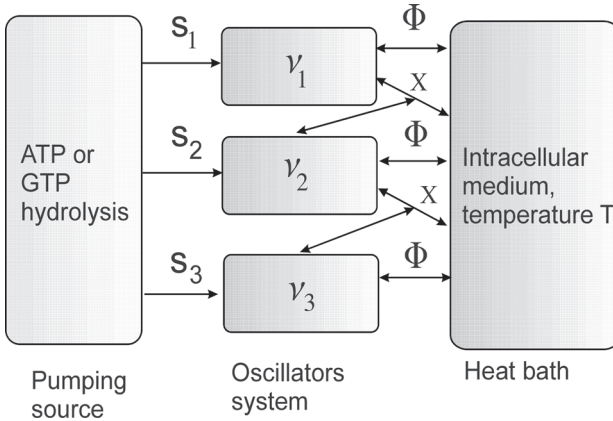 S1
S2
S3
ν1
ν2
ν3
Φ
X
Φ
X
Φ
ATP or
GTP
hydrolysis
Intracellular
medium,
temperature T
Pumping
source
Oscillators
system
Heat bath